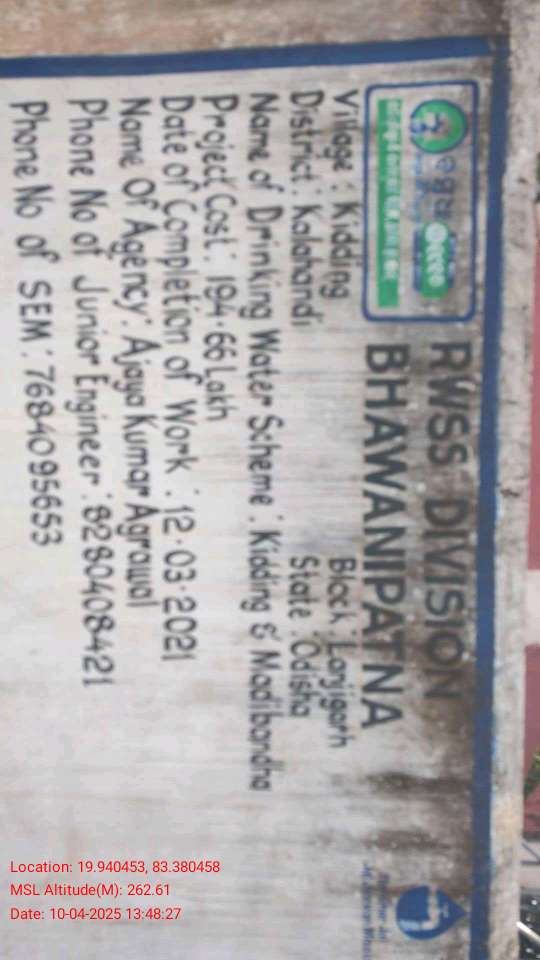 RWSS DIVISION
BHAWANIPATNA
Village : Kidding Block : Lanjigarh
District : Kalahandi State : Odisha
Name of Drinking Water Scheme : Kidding & Madibandha
Project Cost : 194.66 Lakh
Date of Completion of Work : 12.03.2021
Name Of Agency : Ajaya Kumar Agrawal
Phone No of Junior Engineer : 8280408421
Phone No of SEM : 7684095653
Location: 19.940453, 83.380458
MSL Altitude(M): 262.61
Date: 10-04-2025 13:48:27